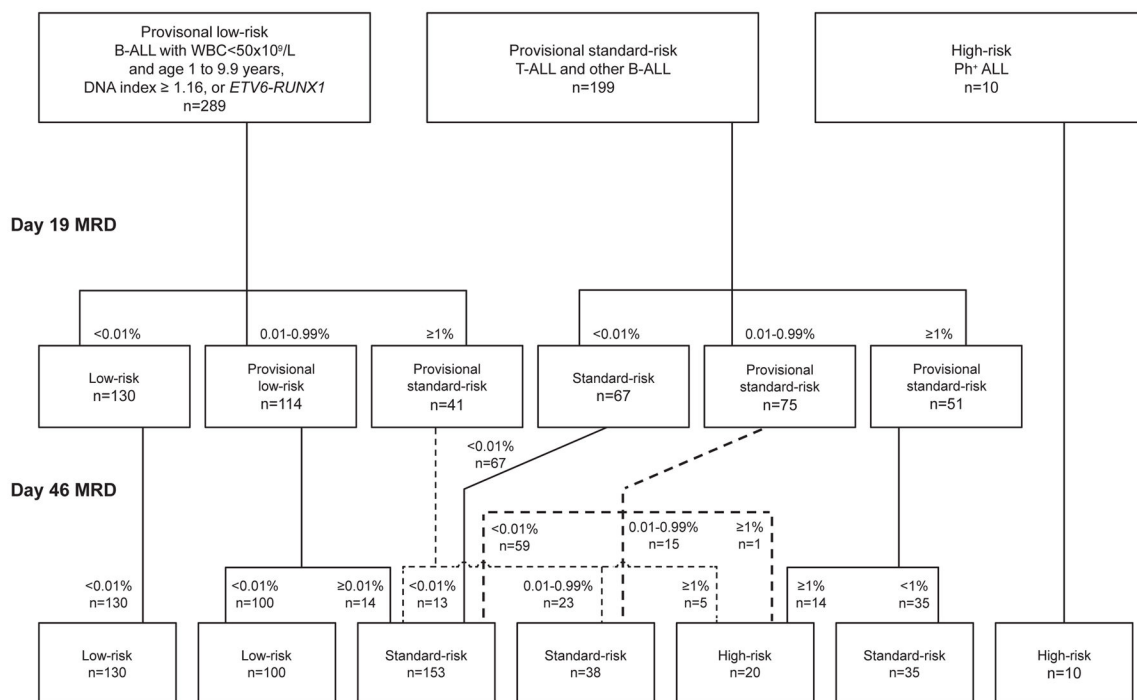 Provisional low-risk
B-ALL with WBC<50x10⁹/L
and age 1 to 9.9 years,
DNA index ≥ 1.16, or ETV6-RUNX1
n=289
Provisional standard-risk
T-ALL and other B-ALL
n=199
High-risk
Ph⁺ ALL
n=10
Day 19 MRD
<0.01%
0.01-0.99%
≥1%
<0.01%
0.01-0.99%
≥1%
Low-risk
n=130
Provisional
low-risk
n=114
Provisional
standard-risk
n=41
Standard-risk
n=67
Provisional
standard-risk
n=75
Provisional
standard-risk
n=51
<0.01%
n=67
Day 46 MRD
<0.01%
n=59
0.01-0.99%
n=15
≥1%
n=1
<0.01%
n=130
<0.01%
n=100
≥0.01%
n=14
<0.01%
n=13
0.01-0.99%
n=23
≥1%
n=5
≥1%
n=14
<1%
n=35
Low-risk
n=130
Low-risk
n=100
Standard-risk
n=153
Standard-risk
n=38
High-risk
n=20
Standard-risk
n=35
High-risk
n=10